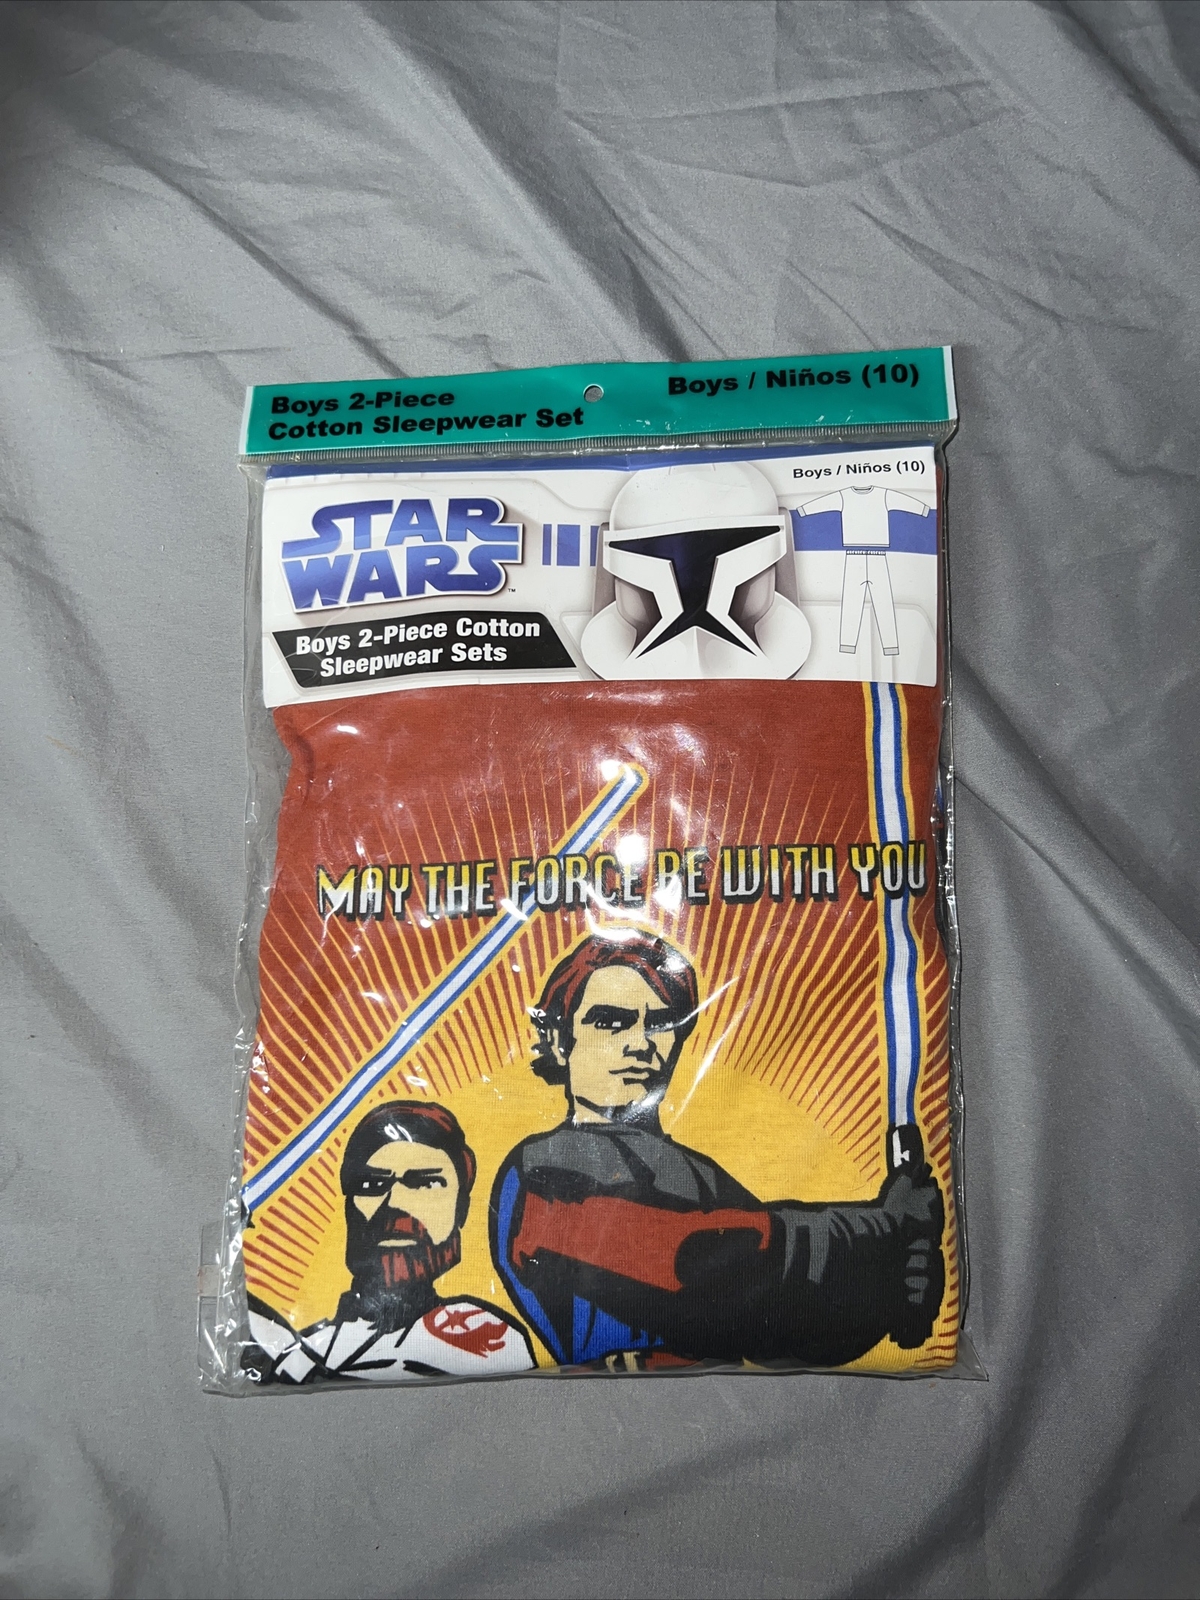 Boys 2-Piece
Cotton Sleepwear Set
Boys / Niños (10)
Boys / Niños (10)
STAR
WARS™
Boys 2-Piece Cotton
Sleepwear Sets
MAY THE FORCE BE WITH YOU